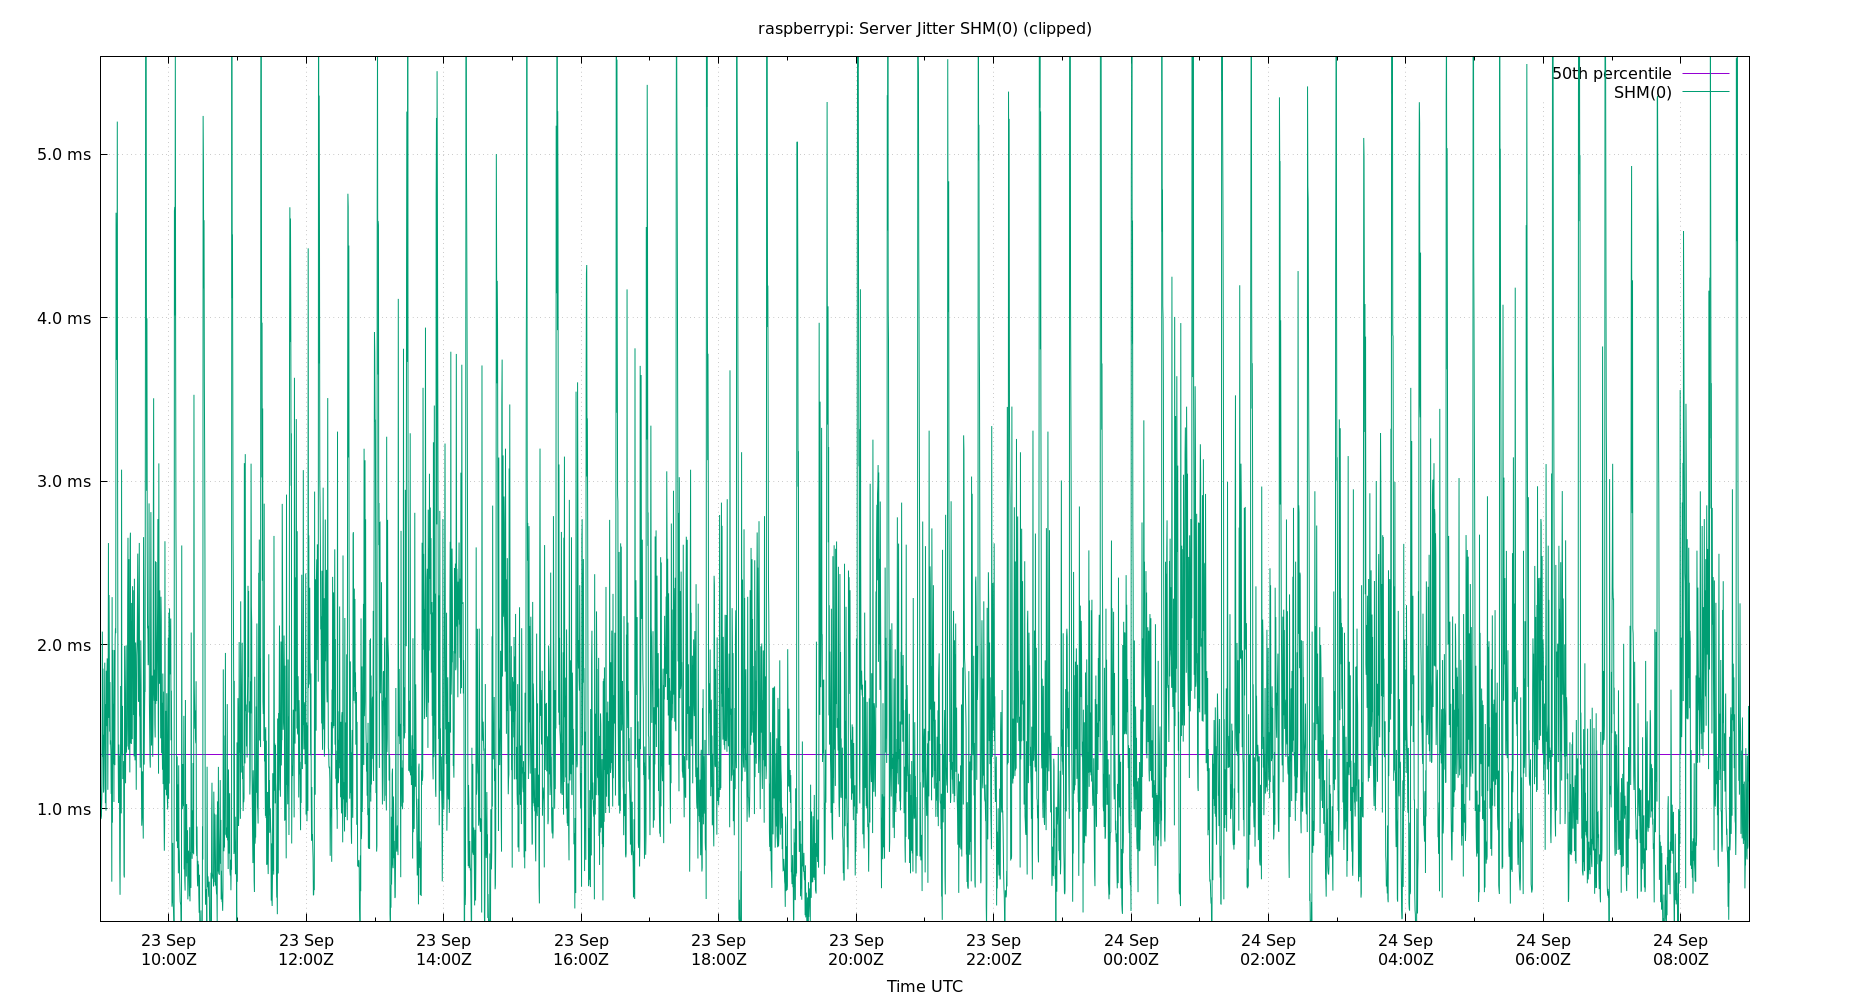 raspberrypi: Server Jitter SHM(0) (clipped)
50th percentile
SHM(0)
5.0 ms
4.0 ms
3.0 ms
2.0 ms
1.0 ms
23 Sep 23 Sep 23 Sep 23 Sep 23 Sep 23 Sep 23 Sep 24 Sep 24 Sep 24 Sep 24 Sep 24 Sep
10:00Z 12:00Z 14:00Z 16:00Z 18:00Z 20:00Z 22:00Z 00:00Z 02:00Z 04:00Z 06:00Z 08:00Z
Time UTC